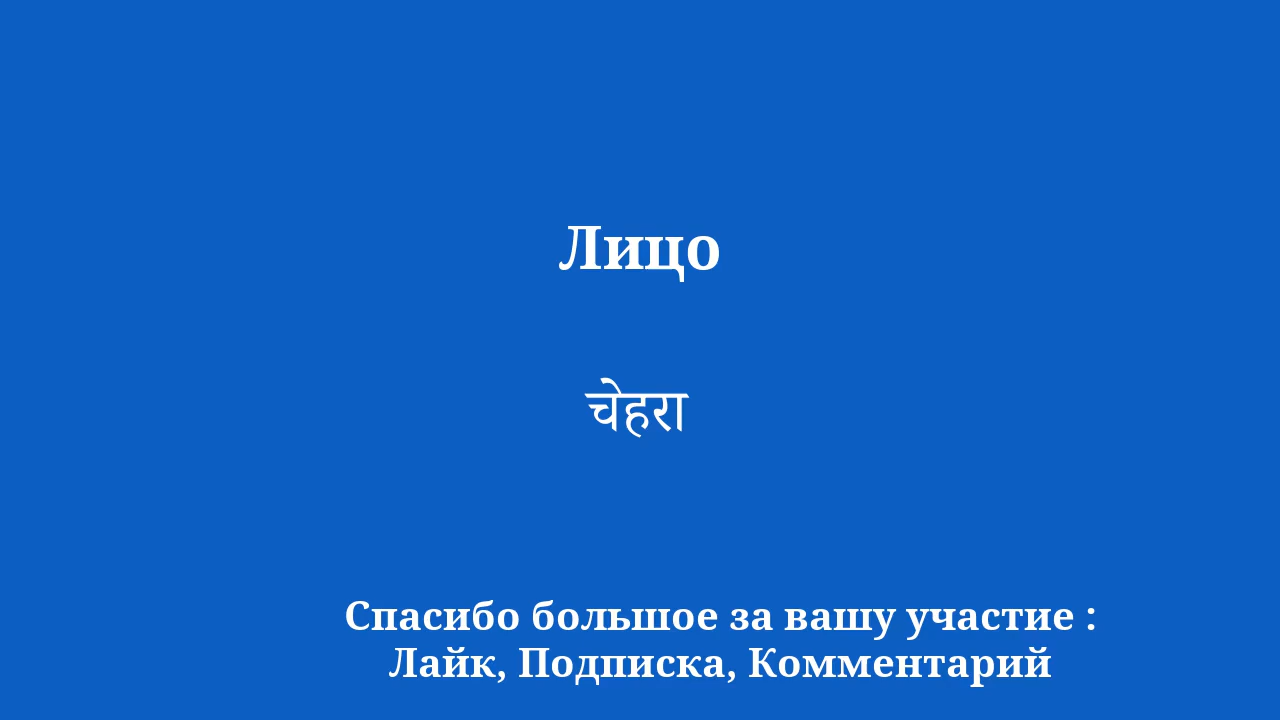 Лицо
चेहरा
Спасибо большое за вашу участие :
Лайк, Подписка, Комментарий